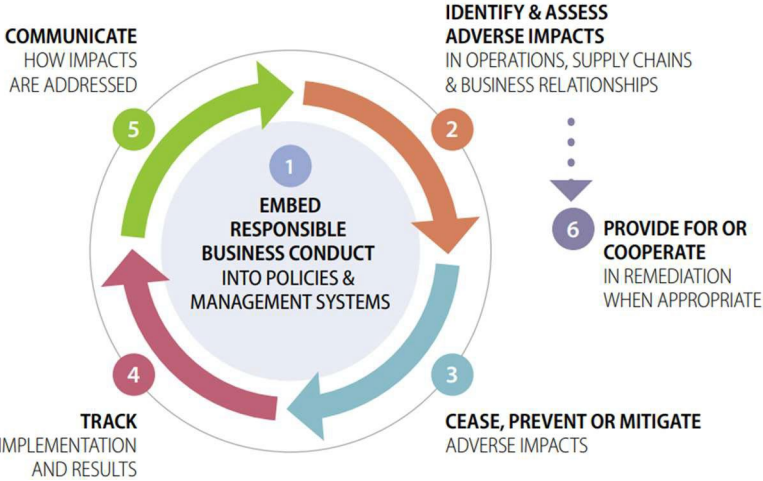 1
EMBED
RESPONSIBLE
BUSINESS CONDUCT
INTO POLICIES &
MANAGEMENT SYSTEMS
2
IDENTIFY & ASSESS
ADVERSE IMPACTS
IN OPERATIONS, SUPPLY CHAINS
& BUSINESS RELATIONSHIPS
3
CEASE, PREVENT OR MITIGATE
ADVERSE IMPACTS
4
TRACK
IMPLEMENTATION
AND RESULTS
5
COMMUNICATE
HOW IMPACTS
ARE ADDRESSED
6
PROVIDE FOR OR
COOPERATE
IN REMEDIATION
WHEN APPROPRIATE